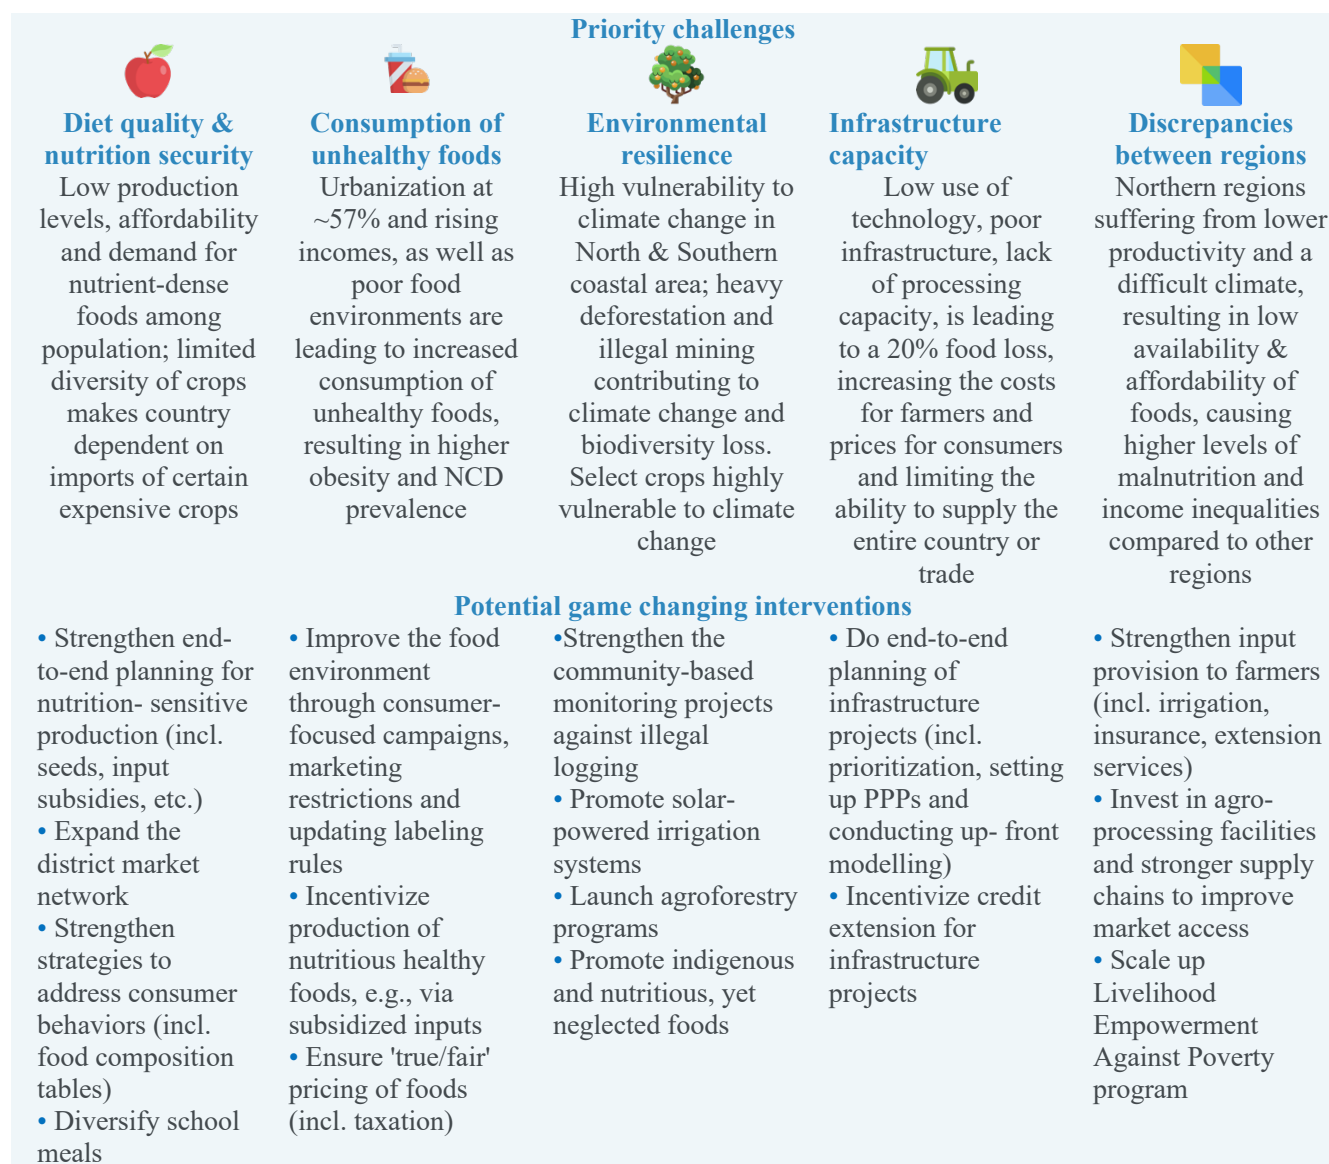 Priority challenges
Diet quality &
nutrition security
Low production
levels, affordability
and demand for
nutrient-dense
foods among
population; limited
diversity of crops
makes country
dependent on
imports of certain
expensive crops
Consumption of
unhealthy foods
Urbanization at
~57% and rising
incomes, as well as
poor food
environments are
leading to increased
consumption of
unhealthy foods,
resulting in higher
obesity and NCD
prevalence
Environmental
resilience
High vulnerability to
climate change in
North & Southern
coastal area; heavy
deforestation and
illegal mining
contributing to
climate change and
biodiversity loss.
Select crops highly
vulnerable to climate
change
Infrastructure
capacity
Low use of
technology, poor
infrastructure, lack
of processing
capacity, is leading
to a 20% food loss,
increasing the costs
for farmers and
prices for consumers
and limiting the
ability to supply the
entire country or
trade
Discrepancies
between regions
Northern regions
suffering from lower
productivity and a
difficult climate,
resulting in low
availability &
affordability of
foods, causing
higher levels of
malnutrition and
income inequalities
compared to other
regions
Potential game changing interventions
• Strengthen end-
to-end planning for
nutrition- sensitive
production (incl.
seeds, input
subsidies, etc.)
• Expand the
district market
network
• Strengthen
strategies to
address consumer
behaviors (incl.
food composition
tables)
• Diversify school
meals
• Improve the food
environment
through consumer-
focused campaigns,
marketing
restrictions and
updating labeling
rules
• Incentivize
production of
nutritious healthy
foods, e.g., via
subsidized inputs
• Ensure 'true/fair'
pricing of foods
(incl. taxation)
•Strengthen the
community-based
monitoring projects
against illegal
logging
• Promote solar-
powered irrigation
systems
• Launch agroforestry
programs
• Promote indigenous
and nutritious, yet
neglected foods
• Do end-to-end
planning of
infrastructure
projects (incl.
prioritization, setting
up PPPs and
conducting up- front
modelling)
• Incentivize credit
extension for
infrastructure
projects
• Strengthen input
provision to farmers
(incl. irrigation,
insurance, extension
services)
• Invest in agro-
processing facilities
and stronger supply
chains to improve
market access
• Scale up
Livelihood
Empowerment
Against Poverty
program